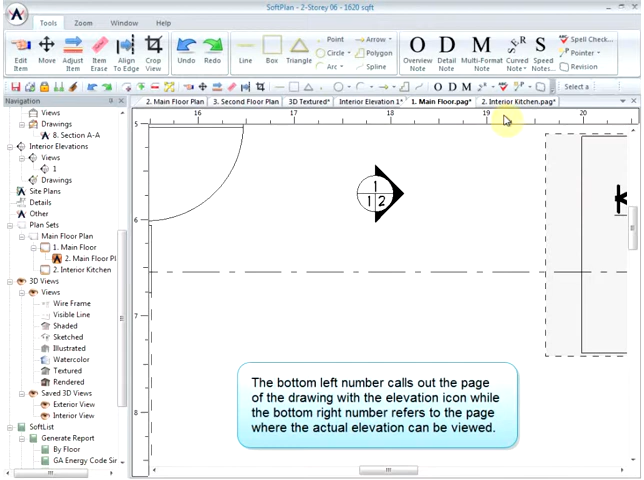 SoftPlan - 2-Storey 06 - 1620 sqft
Tools Zoom Window Help
Edit Item
Move
Adjust Item
Item Erase
Align To Edge
Crop View
Undo
Redo
Line
Box
Triangle
Point
Circle
Arc
Arrow
Polygon
Spline
O D M
Overview Note
Detail Note
Multi-Format Note
Curved Note
Speed Notes
Spell Check...
Pointer
Revision
O D M
Select a
Navigation
2. Main Floor Plan 3. Second Floor Plan 3D Textured* Interior Elevation 1* 1. Main Floor.pag* 2. Interior Kitchen.pag*
Views
Drawings
8. Section A-A
Interior Elevations
Views
1
Drawings
Site Plans
Details
Other
Plan Sets
Main Floor Plan
1. Main Floor
2. Main Floor Pl
2. Interior Kitchen
3D Views
Views
Wire Frame
Visible Line
Shaded
Sketched
Illustrated
Watercolor
Textured
Rendered
Saved 3D Views
Exterior View
Interior View
SoftList
Generate Report
By Floor
GA Energy Code Sir
5 16 17 18 19 20
6
7
8
1
1 2
The bottom left number calls out the page
of the drawing with the elevation icon while
the bottom right number refers to the page
where the actual elevation can be viewed.